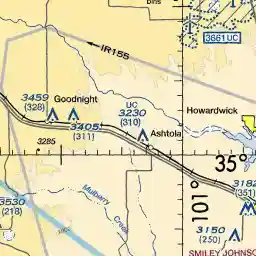 3661UC
IR155
3459
(328)
Goodnight
UC
3230
(310)
Howardwick
3405
(311)
Ashtola
3285
35°
101°
3182
(351)
Mulberry
Creek
3530
(218)
3150
(250)
SMILEY JOHNSO